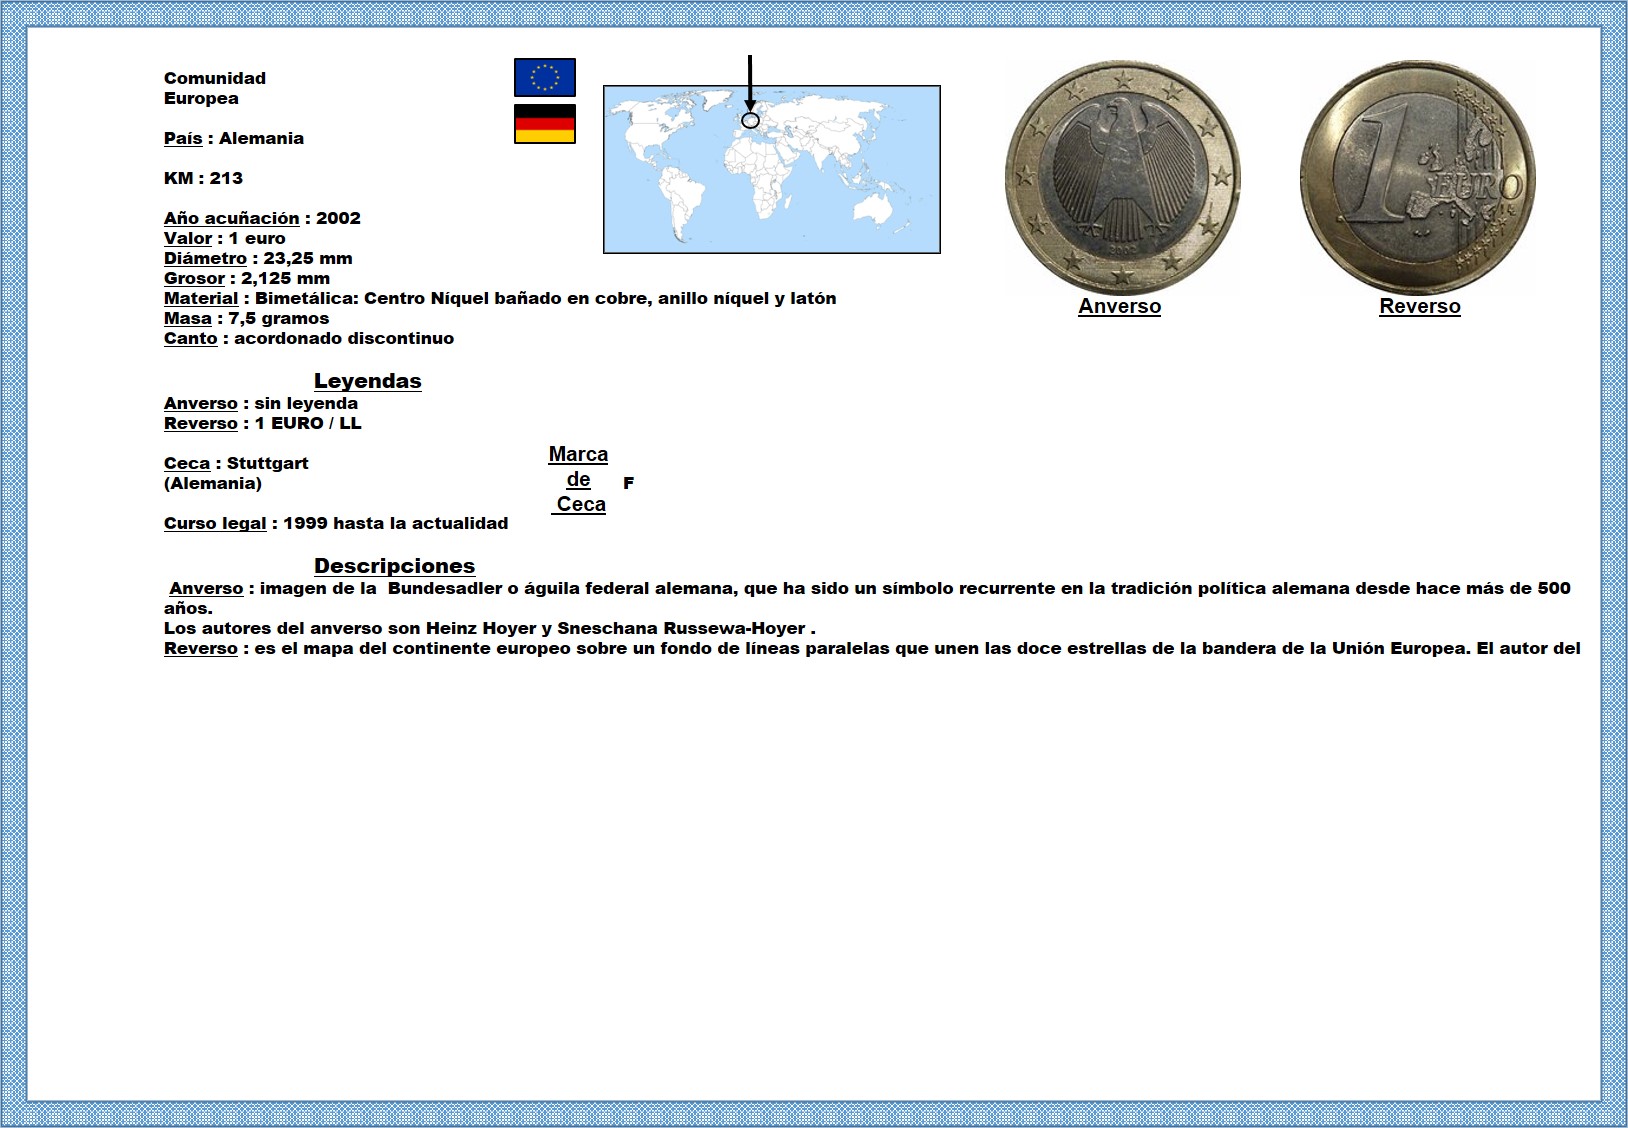 Comunidad
Europea
País : Alemania
KM : 213
Año acuñación : 2002
Valor : 1 euro
Diámetro : 23,25 mm
Grosor : 2,125 mm
Material : Bimetálica: Centro Níquel bañado en cobre, anillo níquel y latón
Masa : 7,5 gramos
Canto : acordonado discontinuo
2002
Anverso
1 EURO
LL
Reverso
Leyendas
Anverso : sin leyenda
Reverso : 1 EURO / LL
Ceca : Stuttgart
(Alemania)
Marca
de
Ceca
F
Curso legal : 1999 hasta la actualidad
Descripciones
Anverso : imagen de la  Bundesadler o águila federal alemana, que ha sido un símbolo recurrente en la tradición política alemana desde hace más de 500
años.
Los autores del anverso son Heinz Hoyer y Sneschana Russewa-Hoyer .
Reverso : es el mapa del continente europeo sobre un fondo de líneas paralelas que unen las doce estrellas de la bandera de la Unión Europea. El autor del